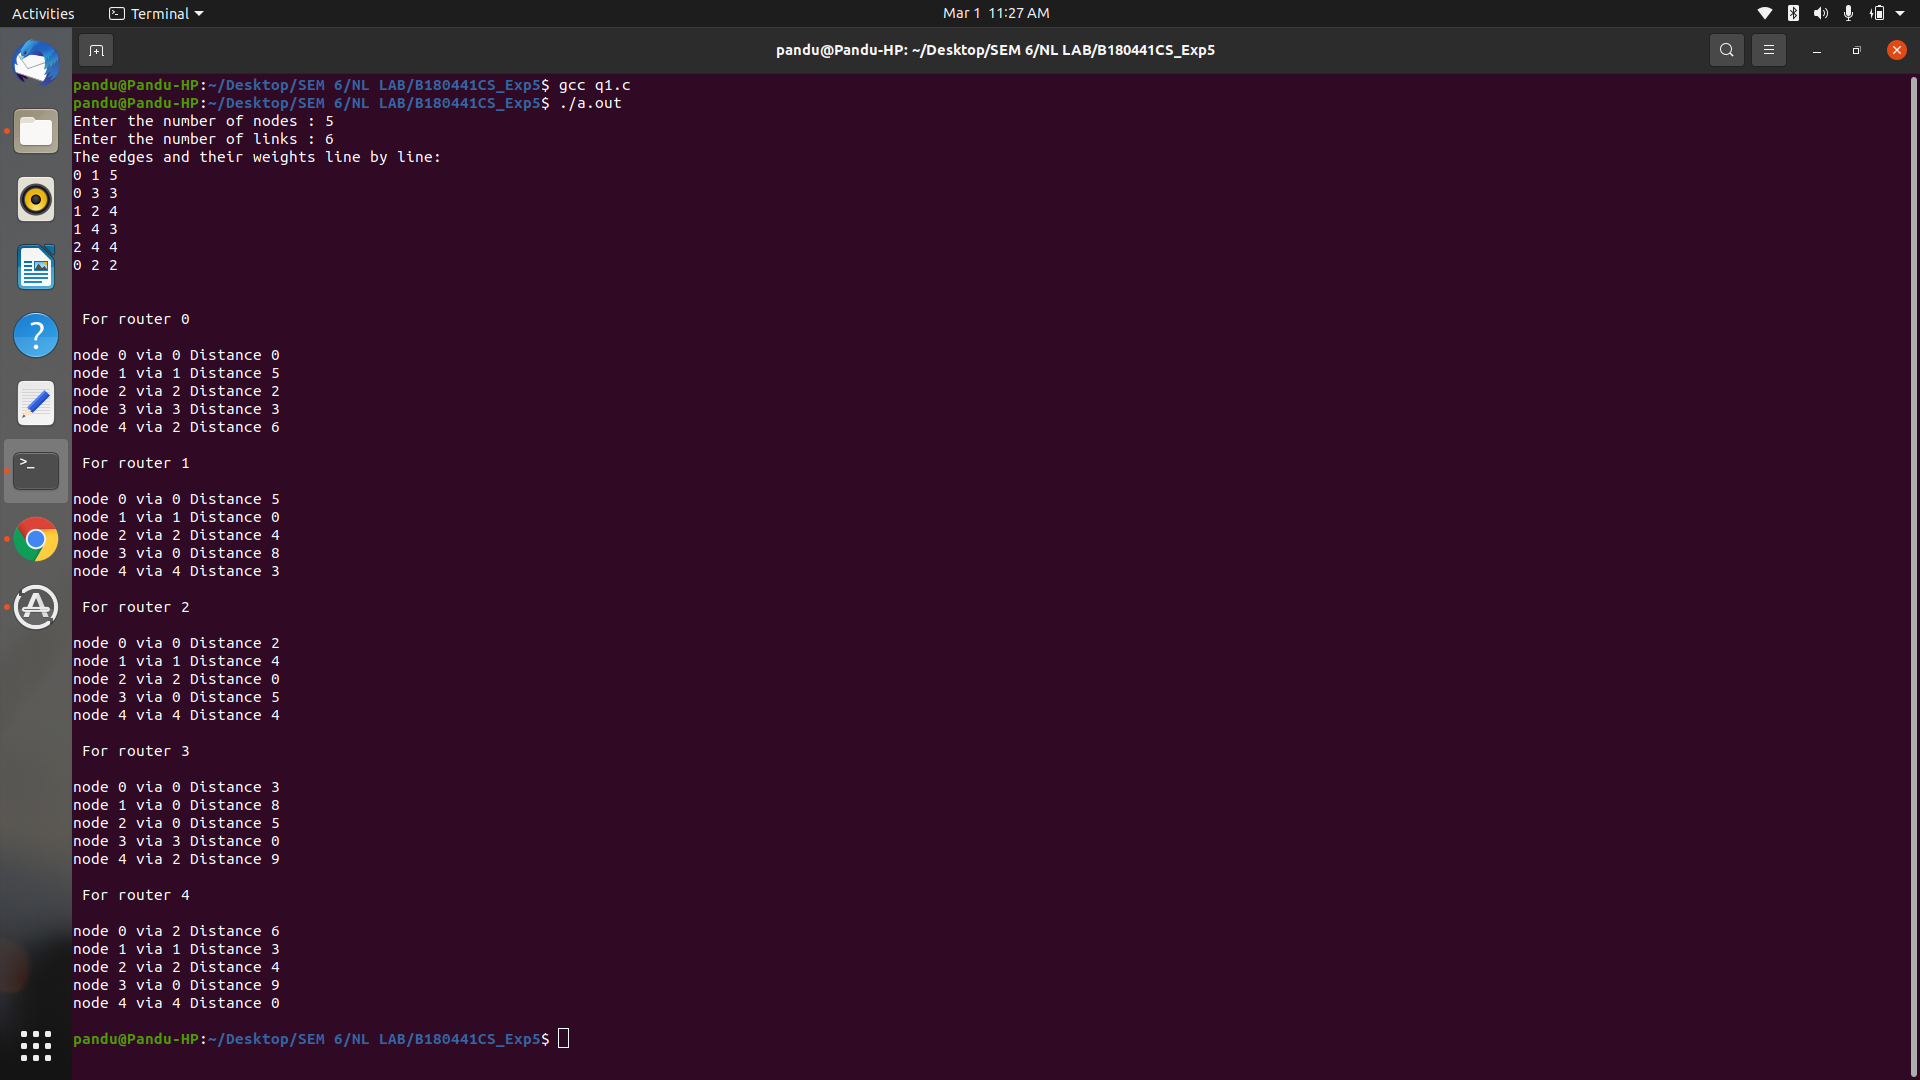 Activities
Terminal
Mar 1 11:27 AM
pandu@Pandu-HP: ~/Desktop/SEM 6/NL LAB/B180441CS_Exp5
pandu@Pandu-HP:~/Desktop/SEM 6/NL LAB/B180441CS_Exp5$ gcc q1.c
pandu@Pandu-HP:~/Desktop/SEM 6/NL LAB/B180441CS_Exp5$ ./a.out
Enter the number of nodes : 5
Enter the number of links : 6
The edges and their weights line by line:
0 1 5
0 3 3
1 2 4
1 4 3
2 4 4
0 2 2
For router 0
node 0 via 0 Distance 0
node 1 via 1 Distance 5
node 2 via 2 Distance 2
node 3 via 3 Distance 3
node 4 via 2 Distance 6
For router 1
node 0 via 0 Distance 5
node 1 via 1 Distance 0
node 2 via 2 Distance 4
node 3 via 0 Distance 8
node 4 via 4 Distance 3
For router 2
node 0 via 0 Distance 2
node 1 via 1 Distance 4
node 2 via 2 Distance 0
node 3 via 0 Distance 5
node 4 via 4 Distance 4
For router 3
node 0 via 0 Distance 3
node 1 via 0 Distance 8
node 2 via 0 Distance 5
node 3 via 3 Distance 0
node 4 via 2 Distance 9
For router 4
node 0 via 2 Distance 6
node 1 via 1 Distance 3
node 2 via 2 Distance 4
node 3 via 0 Distance 9
node 4 via 4 Distance 0
pandu@Pandu-HP:~/Desktop/SEM 6/NL LAB/B180441CS_Exp5$